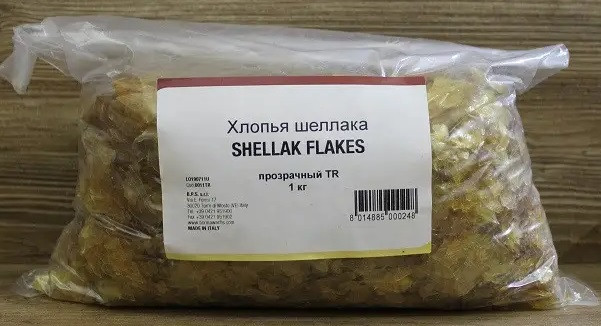 Хлопья шеллака
SHELLAK FLAKES
прозрачный TR
1 кг
B.P.S. s.r.l.
MADE IN ITALY
8 014885 000248